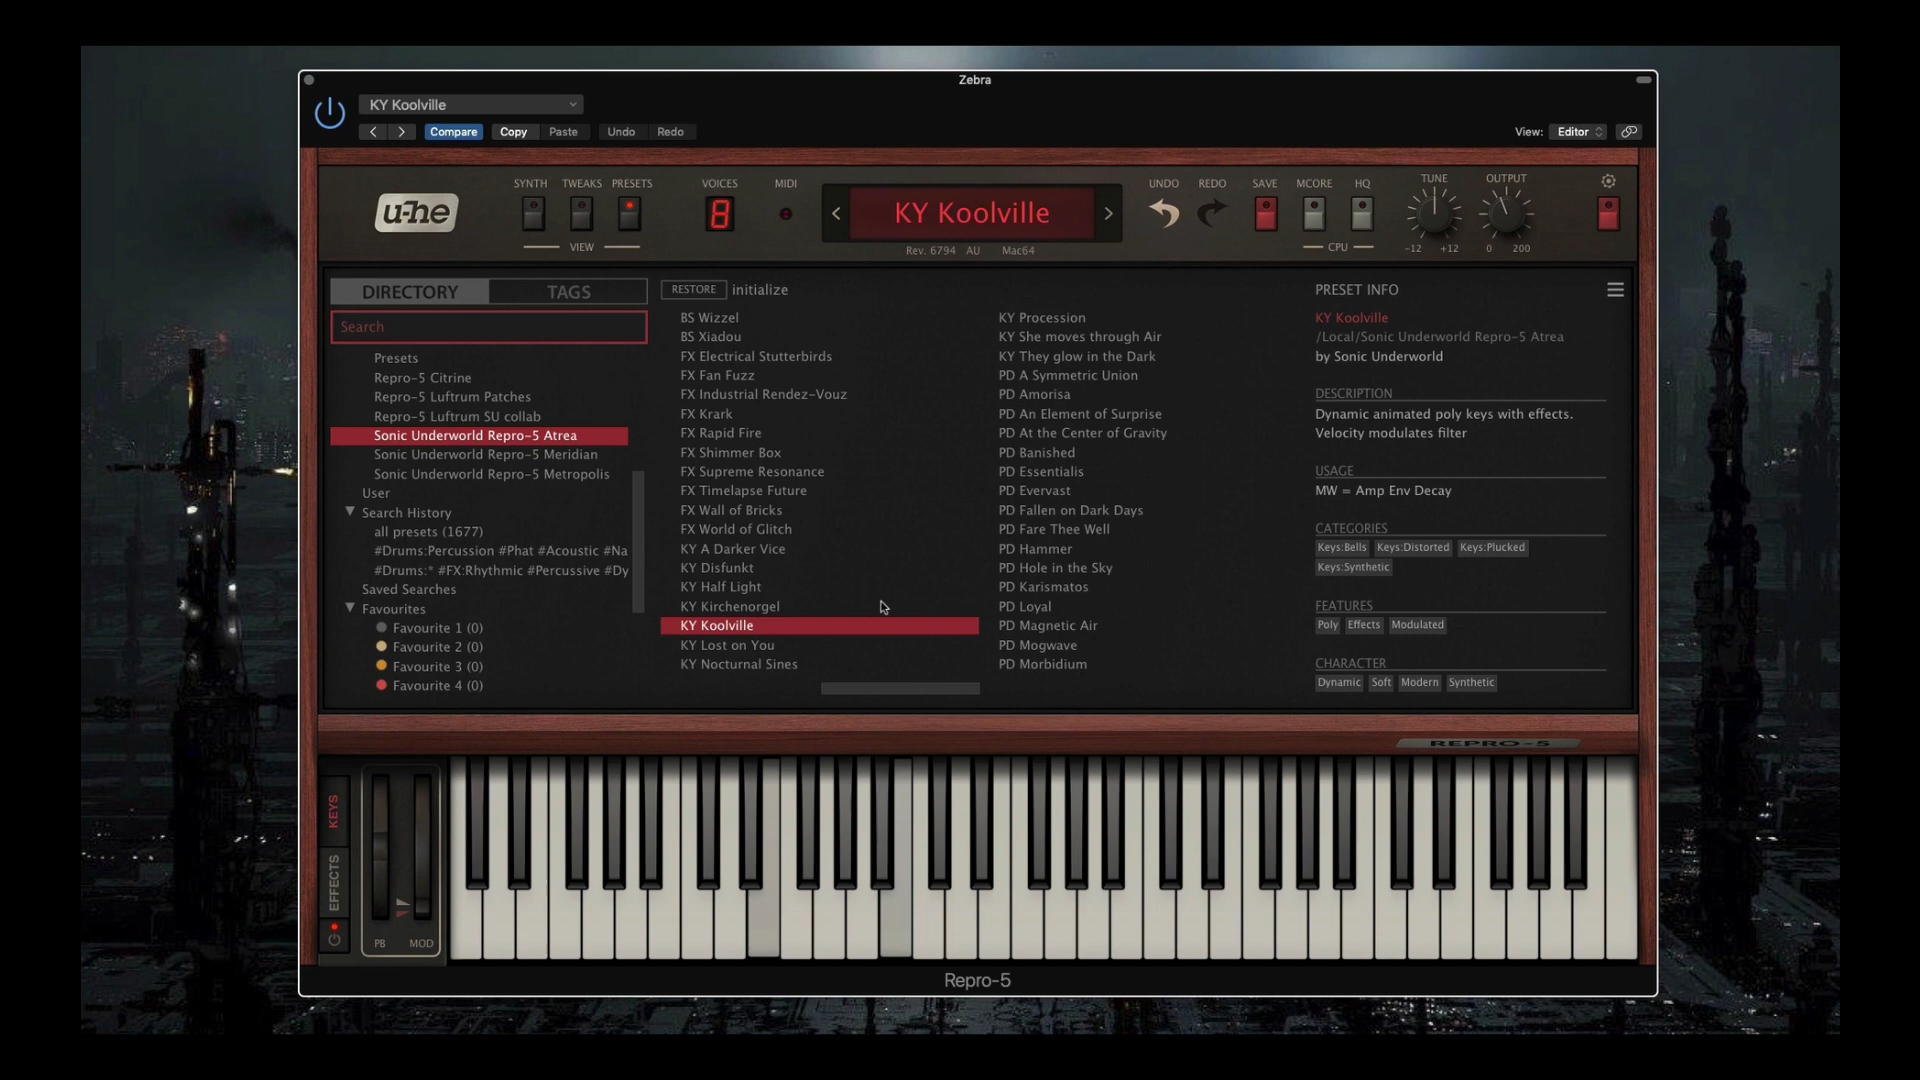 Zebra
KY Koolville
Compare Copy Paste Undo Redo
View: Editor
SYNTH TWEAKS PRESETS VOICES MIDI
VIEW
u-he
8
KY Koolville
Rev. 6794 AU Mac64
UNDO REDO SAVE MCORE HQ TUNE OUTPUT
CPU
-12 +12 0 200
DIRECTORY TAGS
Search
Presets
Repro-5 Citrine
Repro-5 Luftrum Patches
Repro-5 Luftrum SU collab
Sonic Underworld Repro-5 Atrea
Sonic Underworld Repro-5 Meridian
Sonic Underworld Repro-5 Metropolis
User
Search History
all presets (1677)
#Drums:Percussion #Phat #Acoustic #Na
#Drums:* #FX:Rhythmic #Percussive #Dy
Saved Searches
Favourites
Favourite 1 (0)
Favourite 2 (0)
Favourite 3 (0)
Favourite 4 (0)
RESTORE initialize
BS Wizzel
BS Xiadou
FX Electrical Stutterbirds
FX Fan Fuzz
FX Industrial Rendez-Vouz
FX Krark
FX Rapid Fire
FX Shimmer Box
FX Supreme Resonance
FX Timelapse Future
FX Wall of Bricks
FX World of Glitch
KY A Darker Vice
KY Disfunkt
KY Half Light
KY Kirchenorgel
KY Koolville
KY Lost on You
KY Nocturnal Sines
KY Procession
KY She moves through Air
KY They glow in the Dark
PD A Symmetric Union
PD Amorisa
PD An Element of Surprise
PD At the Center of Gravity
PD Banished
PD Essentialis
PD Evervast
PD Fallen on Dark Days
PD Fare Thee Well
PD Hammer
PD Hole in the Sky
PD Karismatos
PD Loyal
PD Magnetic Air
PD Mogwave
PD Morbidium
PRESET INFO
KY Koolville
/Local/Sonic Underworld Repro-5 Atrea
by Sonic Underworld
DESCRIPTION
Dynamic animated poly keys with effects.
Velocity modulates filter
USAGE
MW = Amp Env Decay
CATEGORIES
Keys:Bells Keys:Distorted Keys:Plucked
Keys:Synthetic
FEATURES
Poly Effects Modulated
CHARACTER
Dynamic Soft Modern Synthetic
REPRO-5
KEYS
EFFECTS
PB MOD
Repro-5